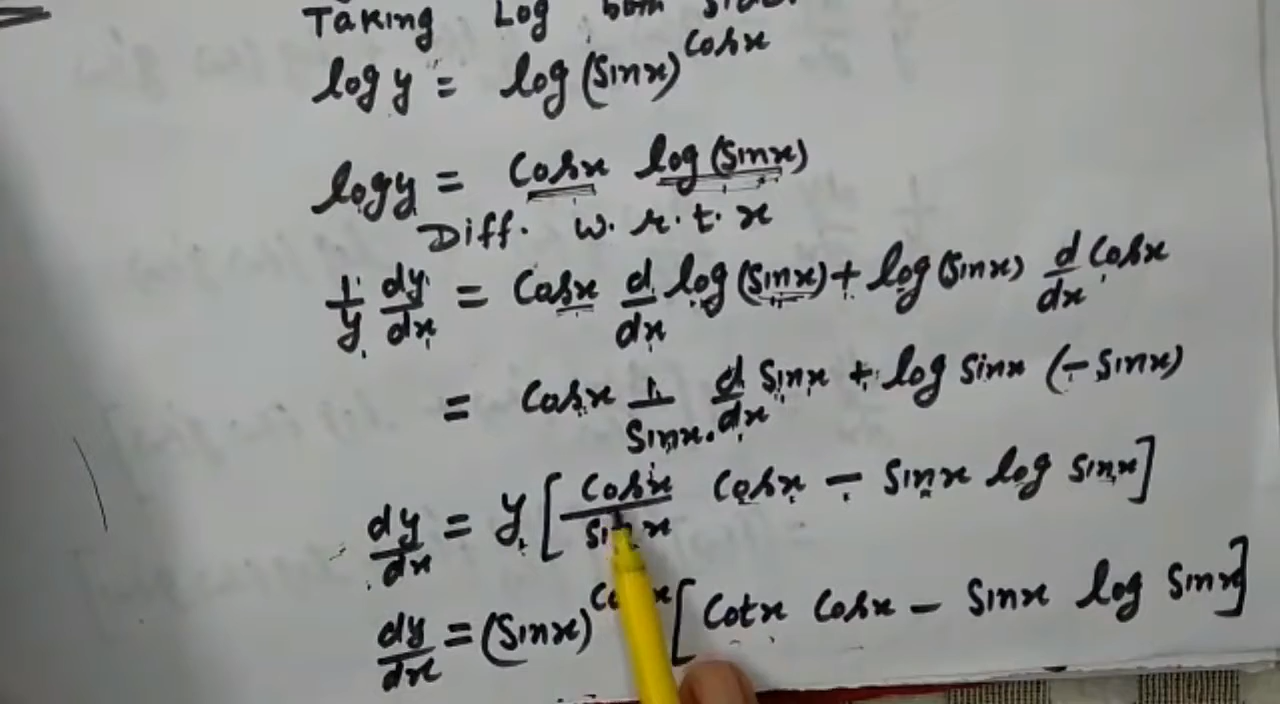 Taking Log both sides.
log y = log (sinx)^cosx
log y = cosx log (sinx)
Diff. w. r. t. x
1/y dy/dx = cosx d/dx log (sinx) + log (sinx) d/dx cosx
= cosx 1/sinx . d/dx sinx + log sinx (- sinx)
dy/dx = y [ cosx/sinx cosx - sinx log sinx ]
dy/dx = (sinx)^cosx [ cotx cosx - sinx log sinx ]